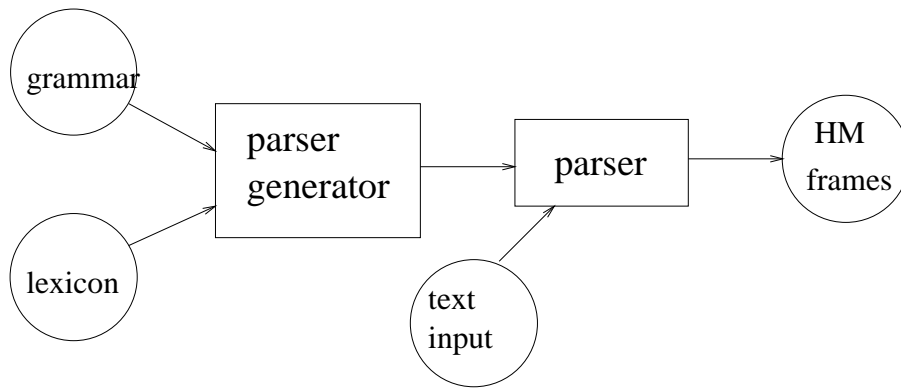 grammar
parser
generator
lexicon
parser
text
input
HM
frames